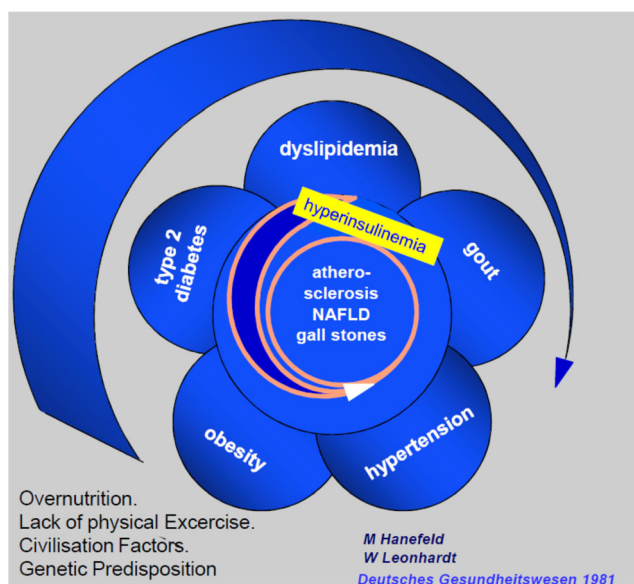 dyslipidemia
hyperinsulinemia
type 2
diabetes
gout
athero-
sclerosis
NAFLD
gall stones
obesity
hypertension
Overnutrition.
Lack of physical Excercise.
Civilisation Factors.
Genetic Predisposition
M Hanefeld
W Leonhardt
Deutsches Gesundheitswesen 1981